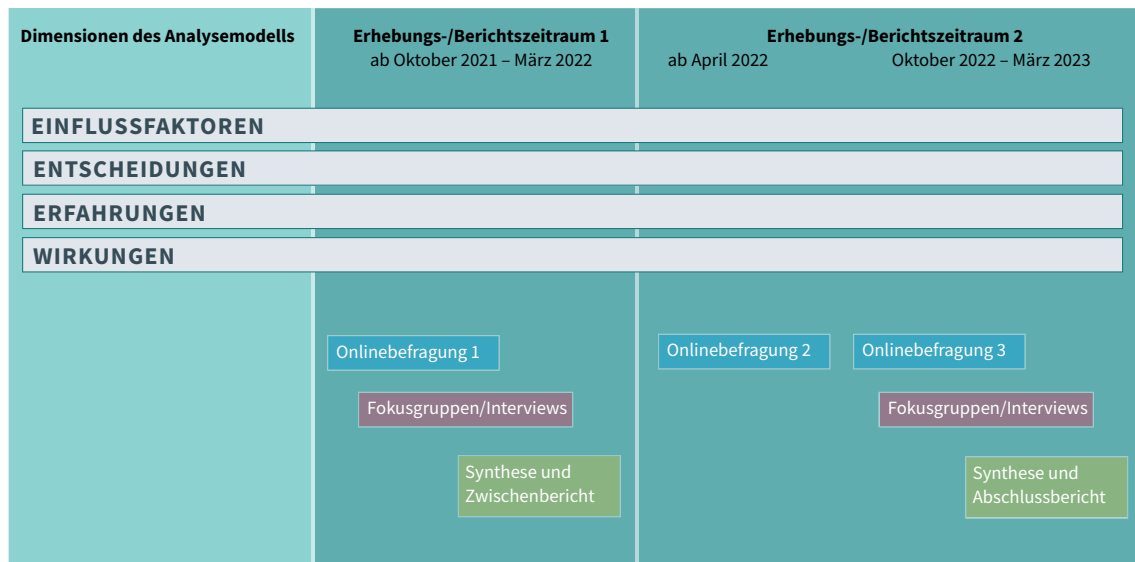 Dimensionen des Analysemodells
Erhebungs-/Berichtszeitraum 1
ab Oktober 2021 – März 2022
Erhebungs-/Berichtszeitraum 2
ab April 2022
Oktober 2022 – März 2023
EINFLUSSFAKTOREN
ENTSCHEIDUNGEN
ERFAHRUNGEN
WIRKUNGEN
Onlinebefragung 1
Onlinebefragung 2
Onlinebefragung 3
Fokusgruppen/Interviews
Fokusgruppen/Interviews
Synthese und
Zwischenbericht
Synthese und
Abschlussbericht